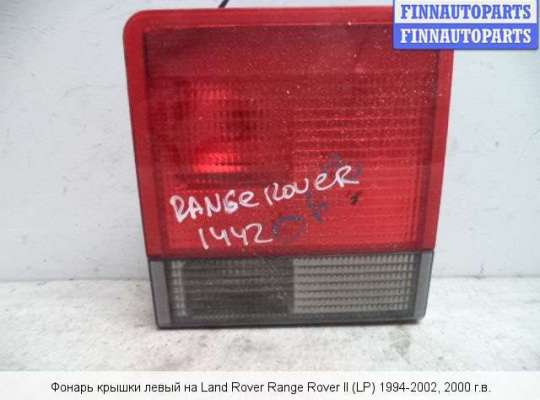 FINNAUTOPARTS
FINNAUTOPARTS
RANGE ROVER
1442
Фонарь крышки левый на Land Rover Range Rover II (LP) 1994-2002, 2000 г.в.